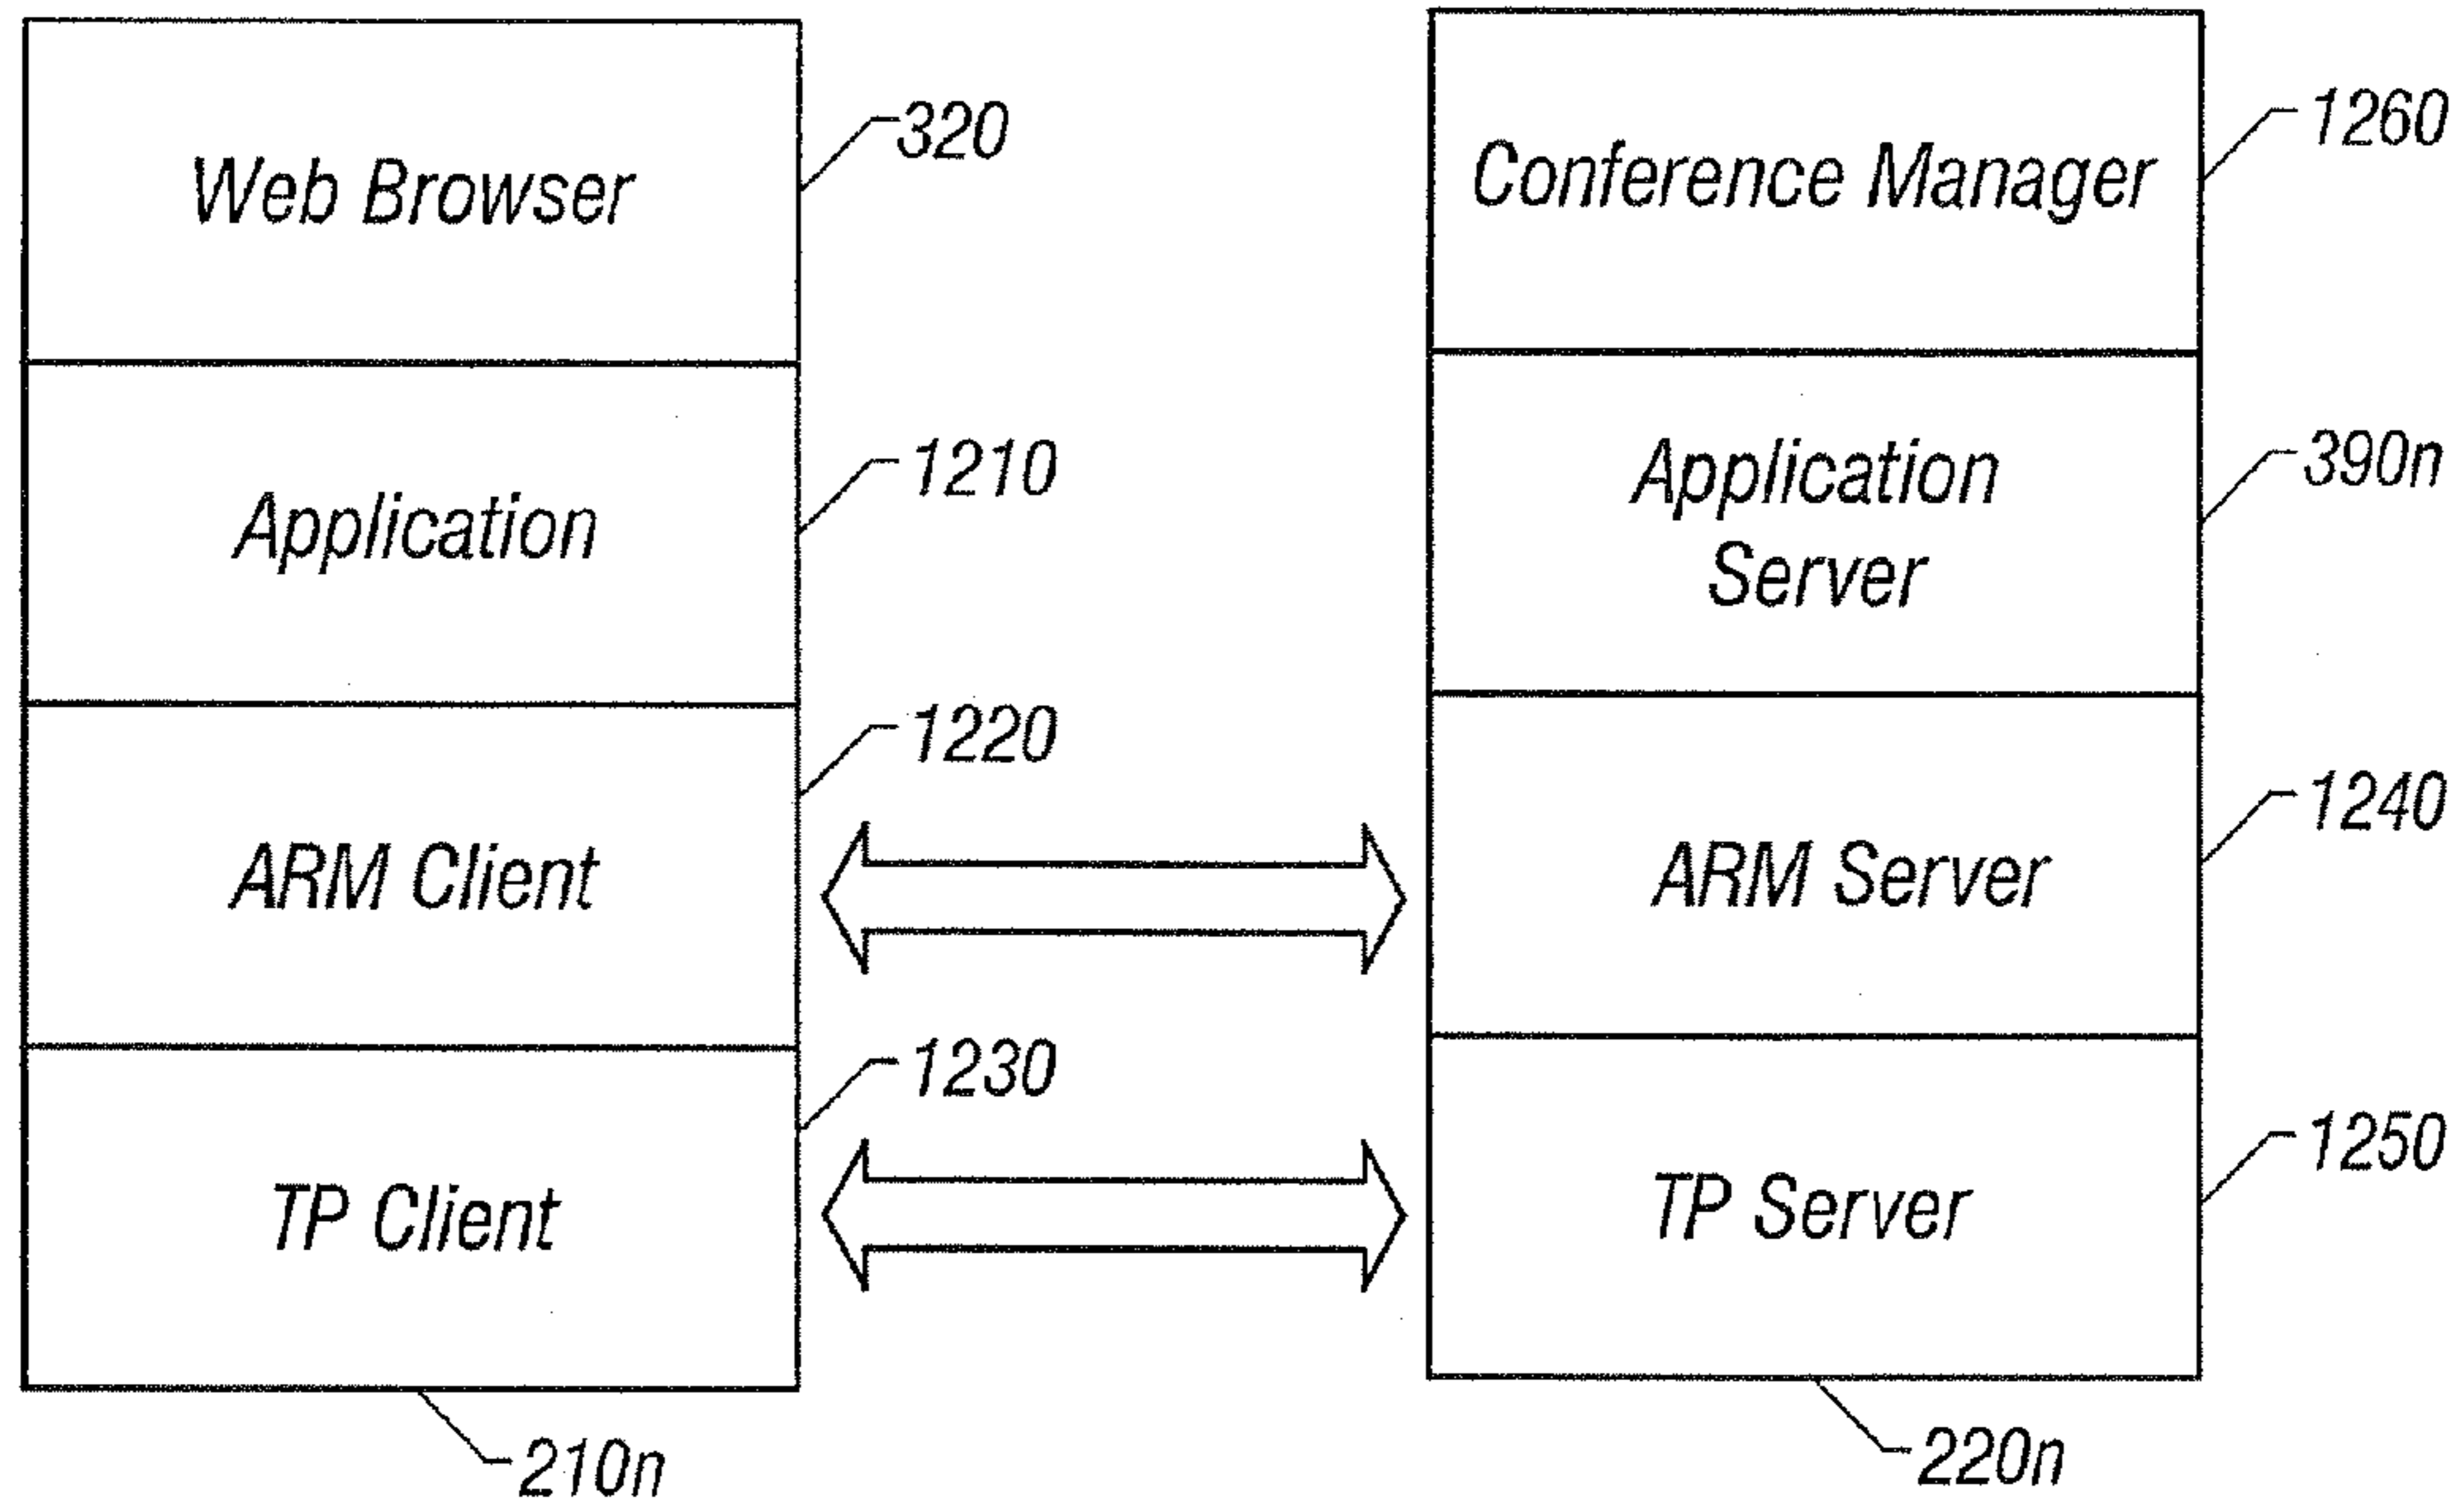 Web Browser
320
Conference Manager
1260
Application
1210
Application
Server
390n
ARM Client
1220
ARM Server
1240
TP Client
1230
TP Server
1250
210n
220n